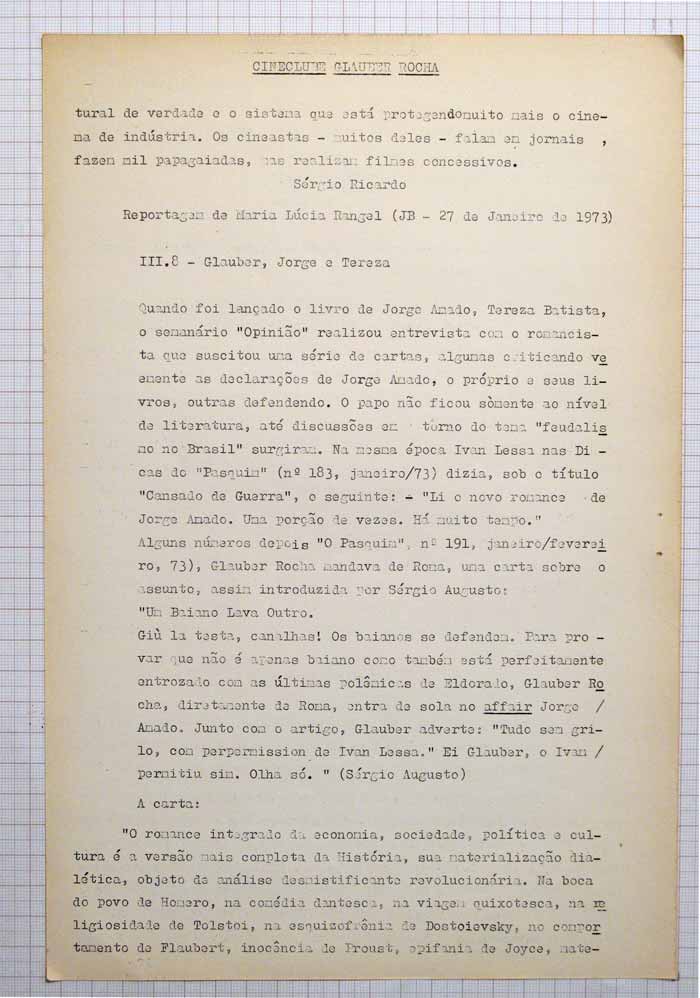 CINECLUBE GLAUBER ROCHA
tural de verdade e o sistema que está protegendomuito mais o cine-
ma de indústria. Os cineastas - muitos deles - falam em jornais ,
fazem mil papagaiadas, mas realizam filmes concessivos.
Sérgio Ricardo
Reportagem de Maria Lúcia Rangel (JB - 27 de Janeiro de 1973)
III.8 - Glauber, Jorge e Tereza
Quando foi lançado o livro de Jorge Amado, Tereza Batista,
o semanário "Opinião" realizou entrevista com o romancis-
ta que suscitou uma série de cartas, algumas criticando ve
emente as declarações de Jorge Amado, o próprio e seus li-
vros, outras defendendo. O papo não ficou sòmente ao nível
de literatura, até discussões em tôrno do tema "feudalis
mo no Brasil" surgiram. Na mesma época Ivan Lessa nas Di -
cas do "Pasquim" (nº 183, janeiro/73) dizia, sob o título
"Cansado de Guerra", o seguinte: - "Li o novo romance de
Jorge Amado. Uma porção de vezes. Há muito tempo."
Alguns números depois "O Pasquim", nº 191, janeiro/feverei
ro, 73), Glauber Rocha mandava de Roma, uma carta sobre o
assunto, assim introduzida por Sérgio Augusto:
"Um Baiano Lava Outro.
Giù la testa, canalhas! Os baianos se defendem. Para pro -
var que não é apenas baiano como também está perfeitamente
entrozado com as últimas polêmicas de Eldorado, Glauber Ro
cha, diretamente de Roma, entra de sola no affair Jorge /
Amado. Junto com o artigo, Glauber adverte: "Tudo sem gri-
lo, com perpermission de Ivan Lessa." Ei Glauber, o Ivan /
permitiu sim. Olha só. " (Sérgio Augusto)
A carta:
"O romance integrado da economia, sociedade, política e cul-
tura é a versão mais completa da História, sua materialização dia-
lética, objeto de análise desmistificante revolucionária. Na boca
do povo de Homero, na comédia dantesca, na viagem quixotesca, na re
ligiosidade de Tolstoi, na esquizofrênia de Dostoievsky, no compor
tamento de Flaubert, inocência de Proust, epifania de Joyce, mate-